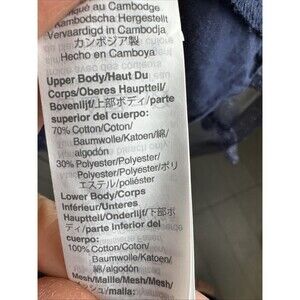 Fabriqué au Cambodge
Kambodscha Hergestellt
Vervaardigd in Cambodja
カンボジア製
Hecho en Camboya
Upper Body/Haut Du
Corps/Oberes Hauptteil/
Bovenlijf/上部ボディ/parte
superior del cuerpo:
70% Cotton/Coton/
Baumwolle/Katoen/綿/
algodón
30% Polyester/Polyester/
Polyester/Polyester/ポリ
エステル/poliéster
Lower Body/Corps
Inférieur/Unteres
Hauptteil/Onderlijf/下部ボ
ディ/parte inferior del
cuerpo:
100% Cotton/Coton/
Baumwolle/Katoen/
綿/algodón
Mesh/Maille/Mesh/Mesh/
メッシュ/malla: